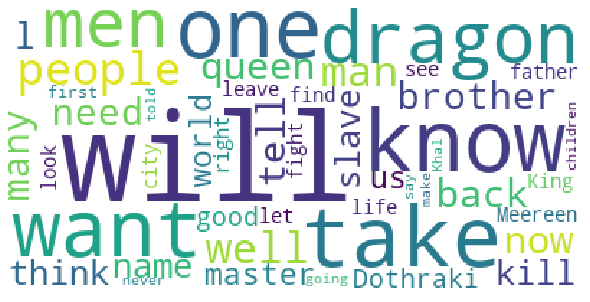 l men one dragon
people queen man see father
first told leave find brother
need world right tell fight slave know children
many look will
city us say make Khal back King
want take life Meereen
good let now
well
think name master going Dothraki kill
never